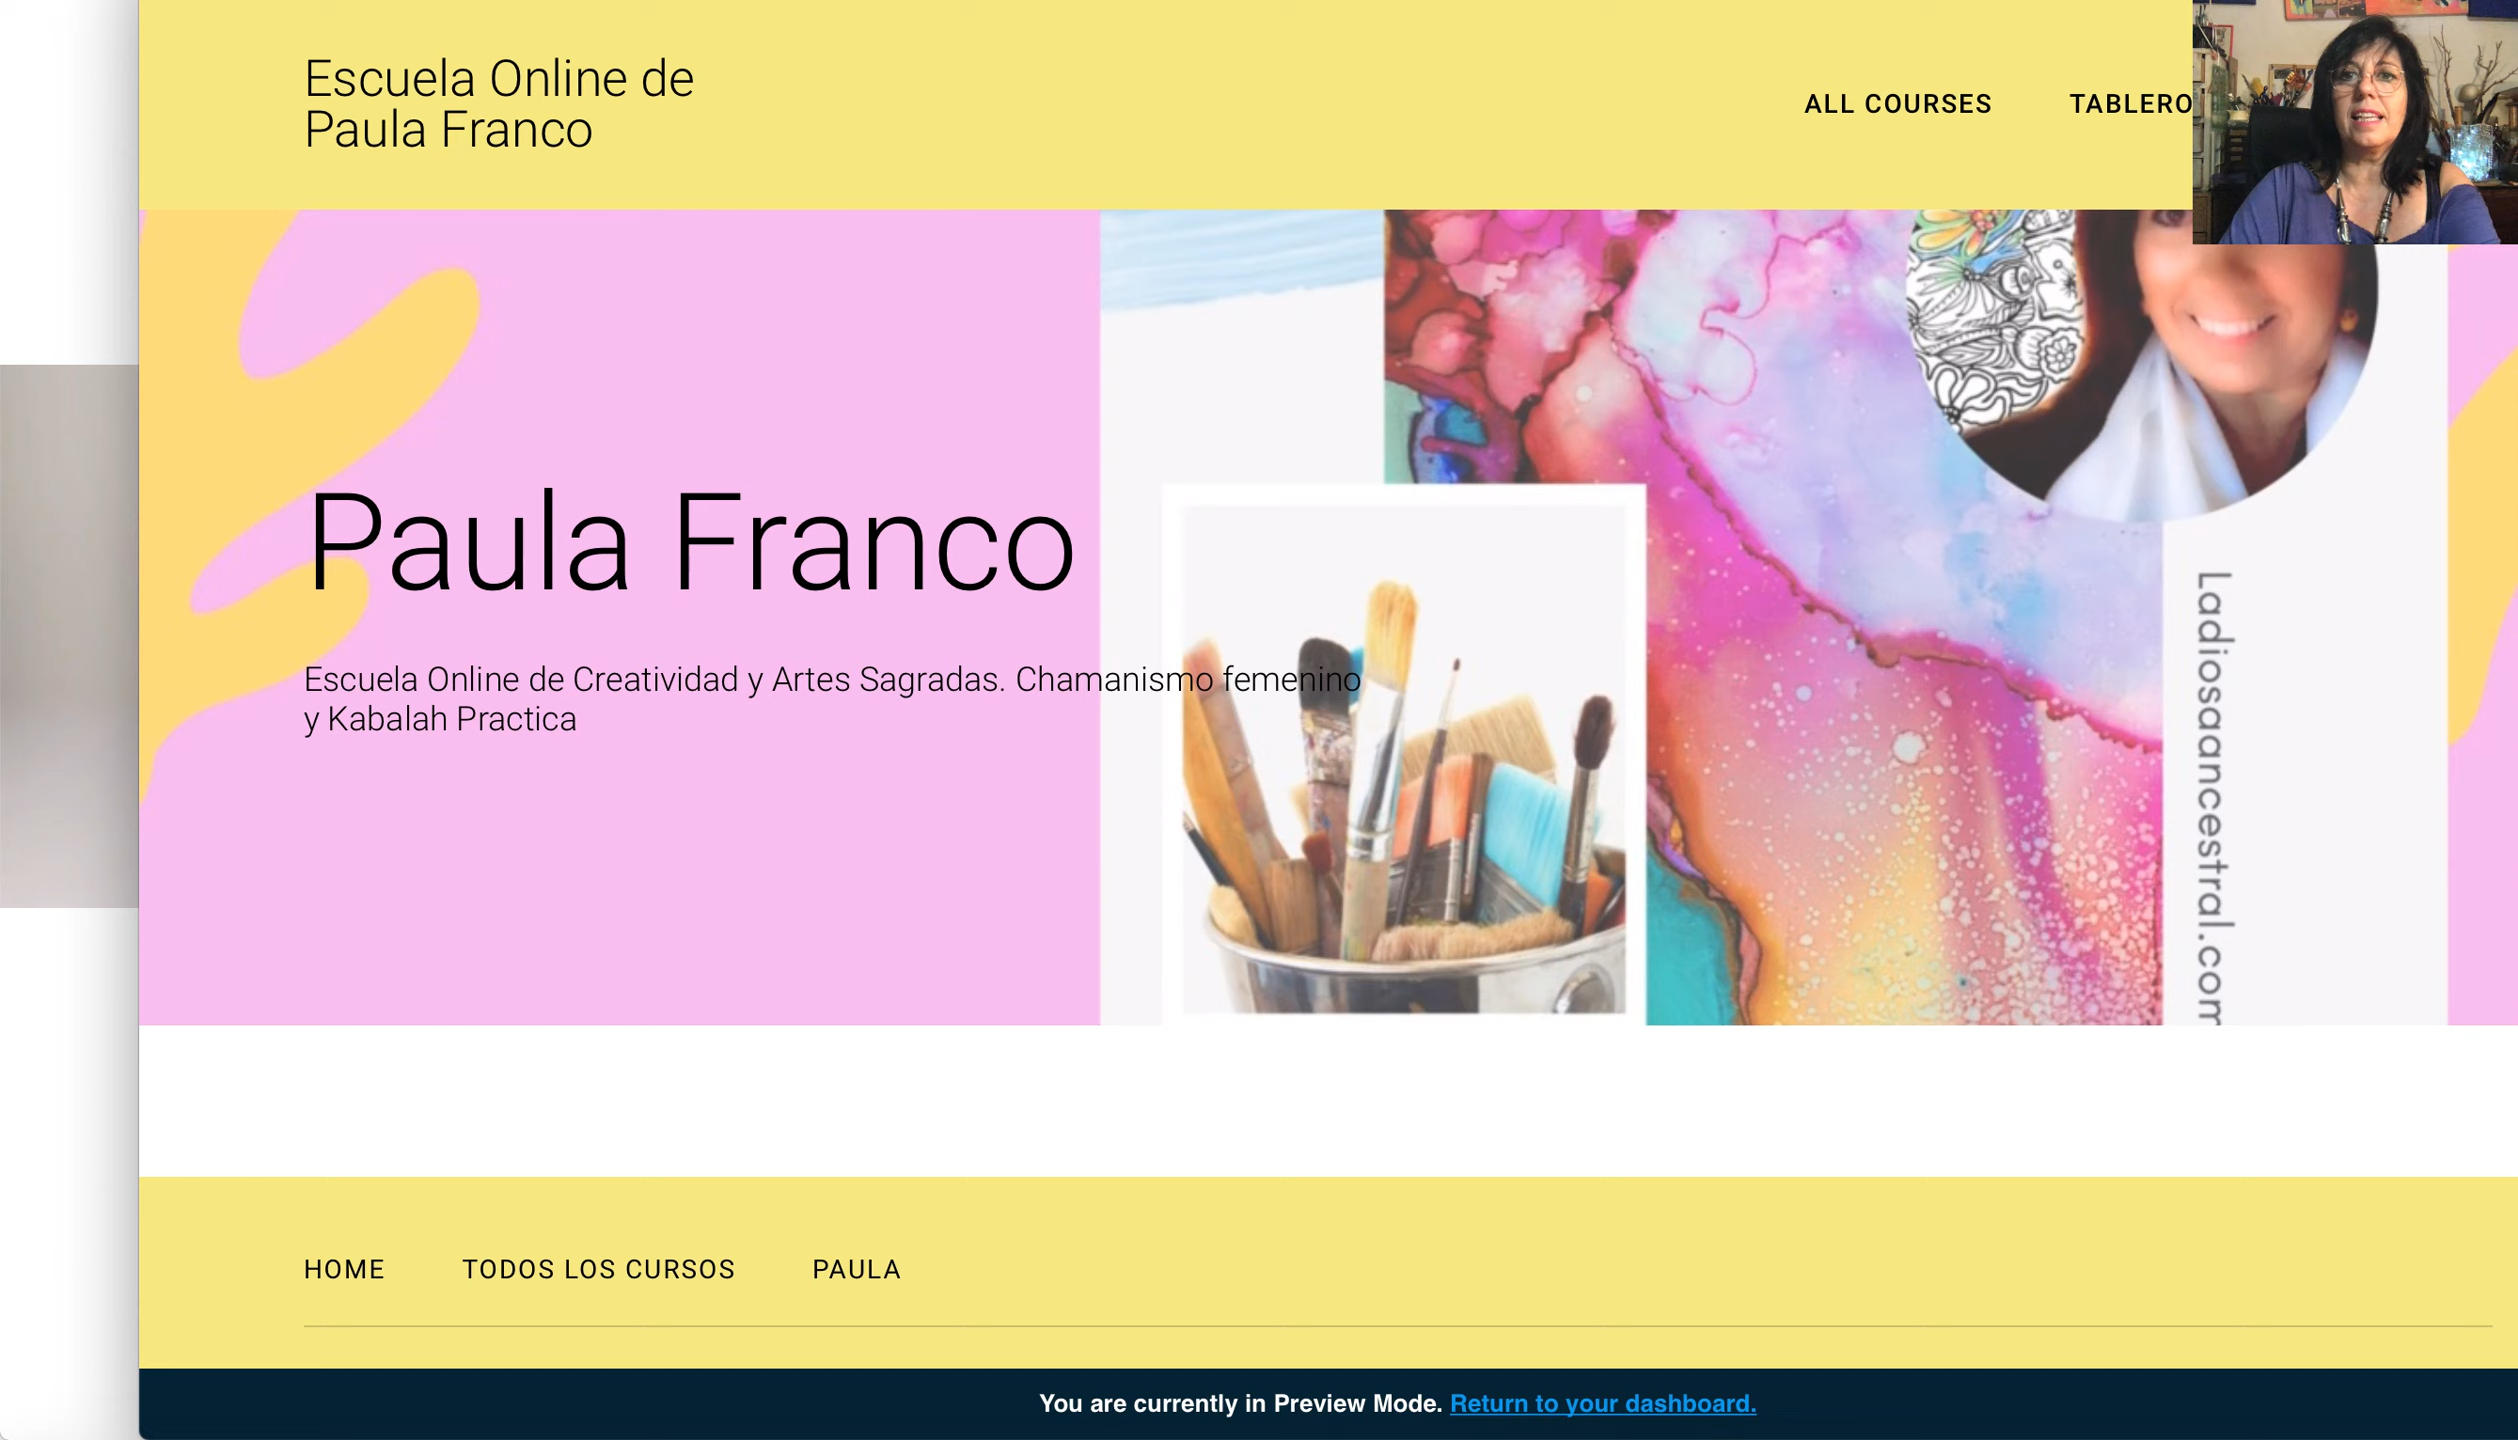 Escuela Online de
Paula Franco
ALL COURSES
TABLERO
Paula Franco
Escuela Online de Creatividad y Artes Sagradas. Chamanismo femenino
y Kabalah Practica
Ladiosaancestral.com
HOME
TODOS LOS CURSOS
PAULA
You are currently in Preview Mode. Return to your dashboard.